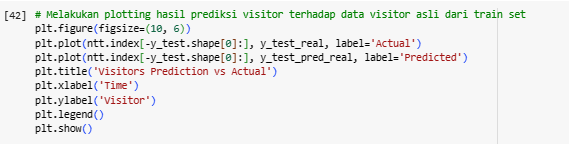 [42] # Melakukan plotting hasil prediksi visitor terhadap data visitor asli dari train set
plt.figure(figsize=(10, 6))
plt.plot(ntt.index[-y_test.shape[0]:], y_test_real, label='Actual')
plt.plot(ntt.index[-y_test.shape[0]:], y_test_pred_real, label='Predicted')
plt.title('Visitors Prediction vs Actual')
plt.xlabel('Time')
plt.ylabel('Visitor')
plt.legend()
plt.show()